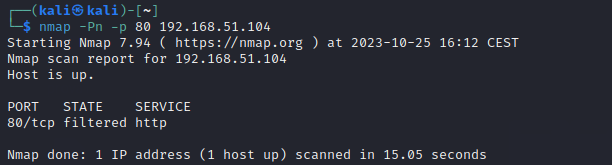 ┌──(kali㉿kali)-[~]
└─$ nmap -Pn -p 80 192.168.51.104
Starting Nmap 7.94 ( https://nmap.org ) at 2023-10-25 16:12 CEST
Nmap scan report for 192.168.51.104
Host is up.

PORT   STATE    SERVICE
80/tcp filtered http

Nmap done: 1 IP address (1 host up) scanned in 15.05 seconds